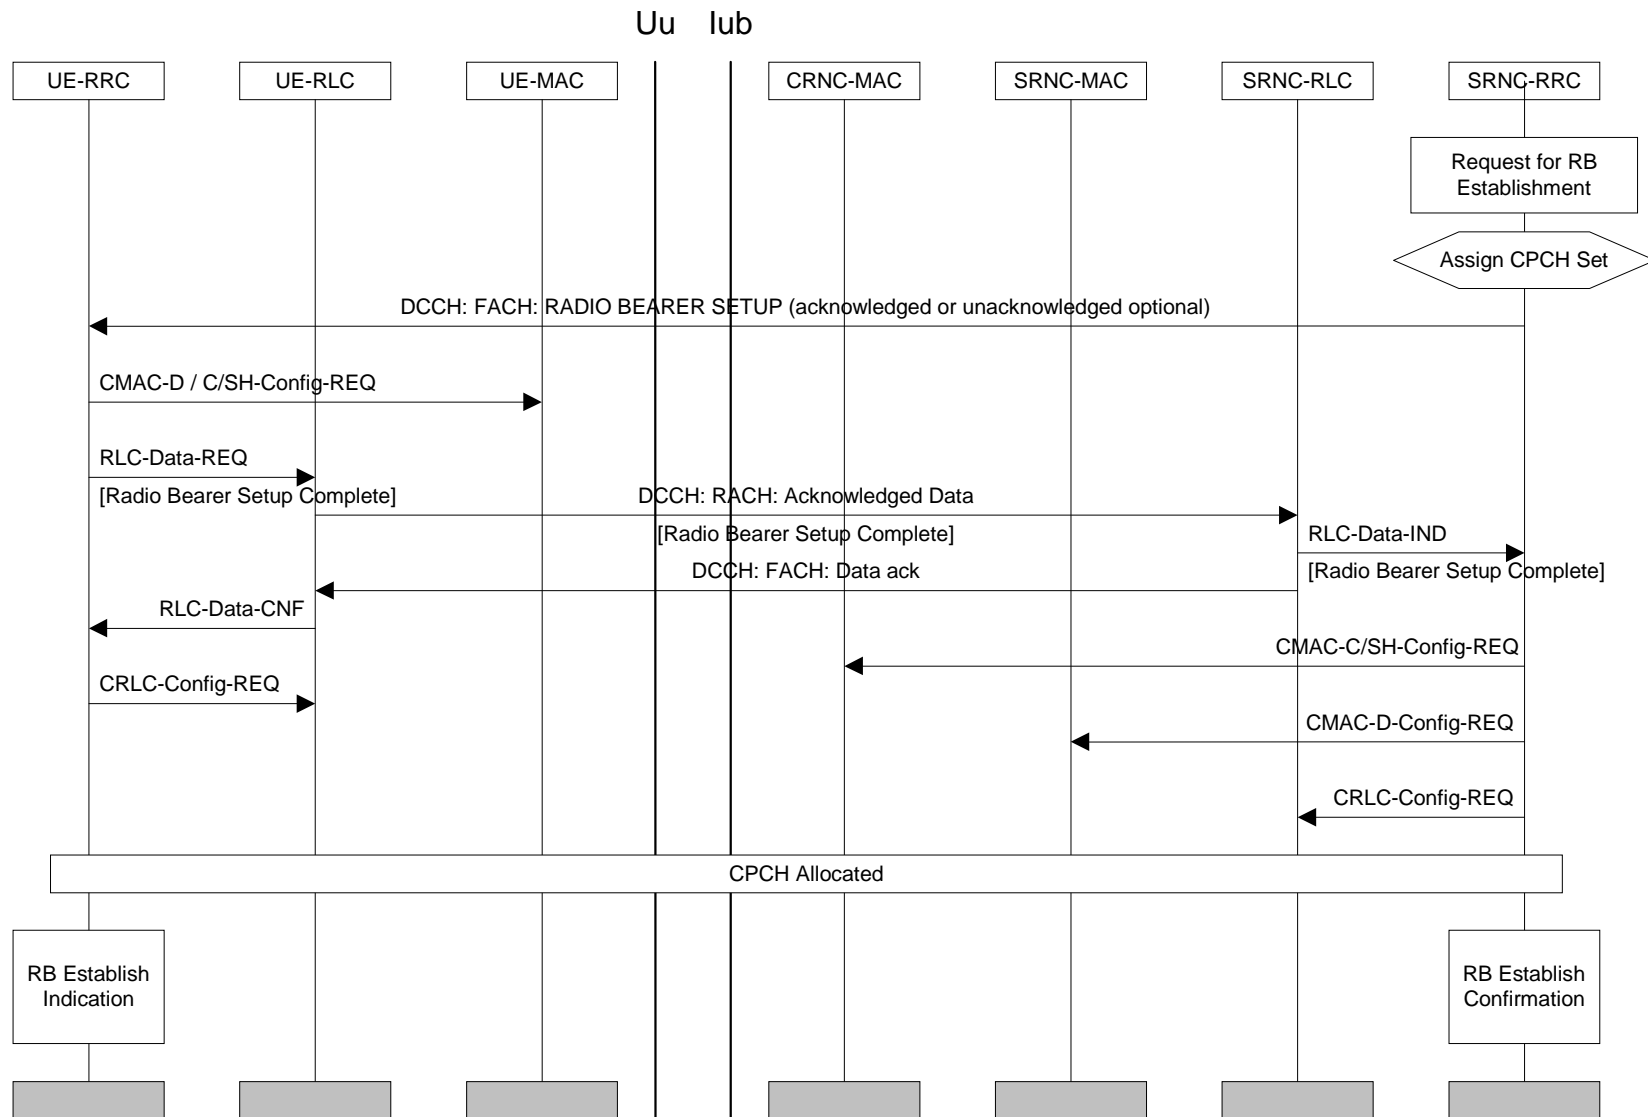 Uu Iub
UE-RRC UE-RLC UE-MAC CRNC-MAC SRNC-MAC SRNC-RLC SRNC-RRC
Request for RB
Establishment
Assign CPCH Set
DCCH: FACH: RADIO BEARER SETUP (acknowledged or unacknowledged optional)
CMAC-D / C/SH-Config-REQ
RLC-Data-REQ
[Radio Bearer Setup Complete]
DCCH: RACH: Acknowledged Data
[Radio Bearer Setup Complete]
RLC-Data-IND
[Radio Bearer Setup Complete]
DCCH: FACH: Data ack
RLC-Data-CNF
CMAC-C/SH-Config-REQ
CRLC-Config-REQ
CMAC-D-Config-REQ
CRLC-Config-REQ
CPCH Allocated
RB Establish
Indication
RB Establish
Confirmation